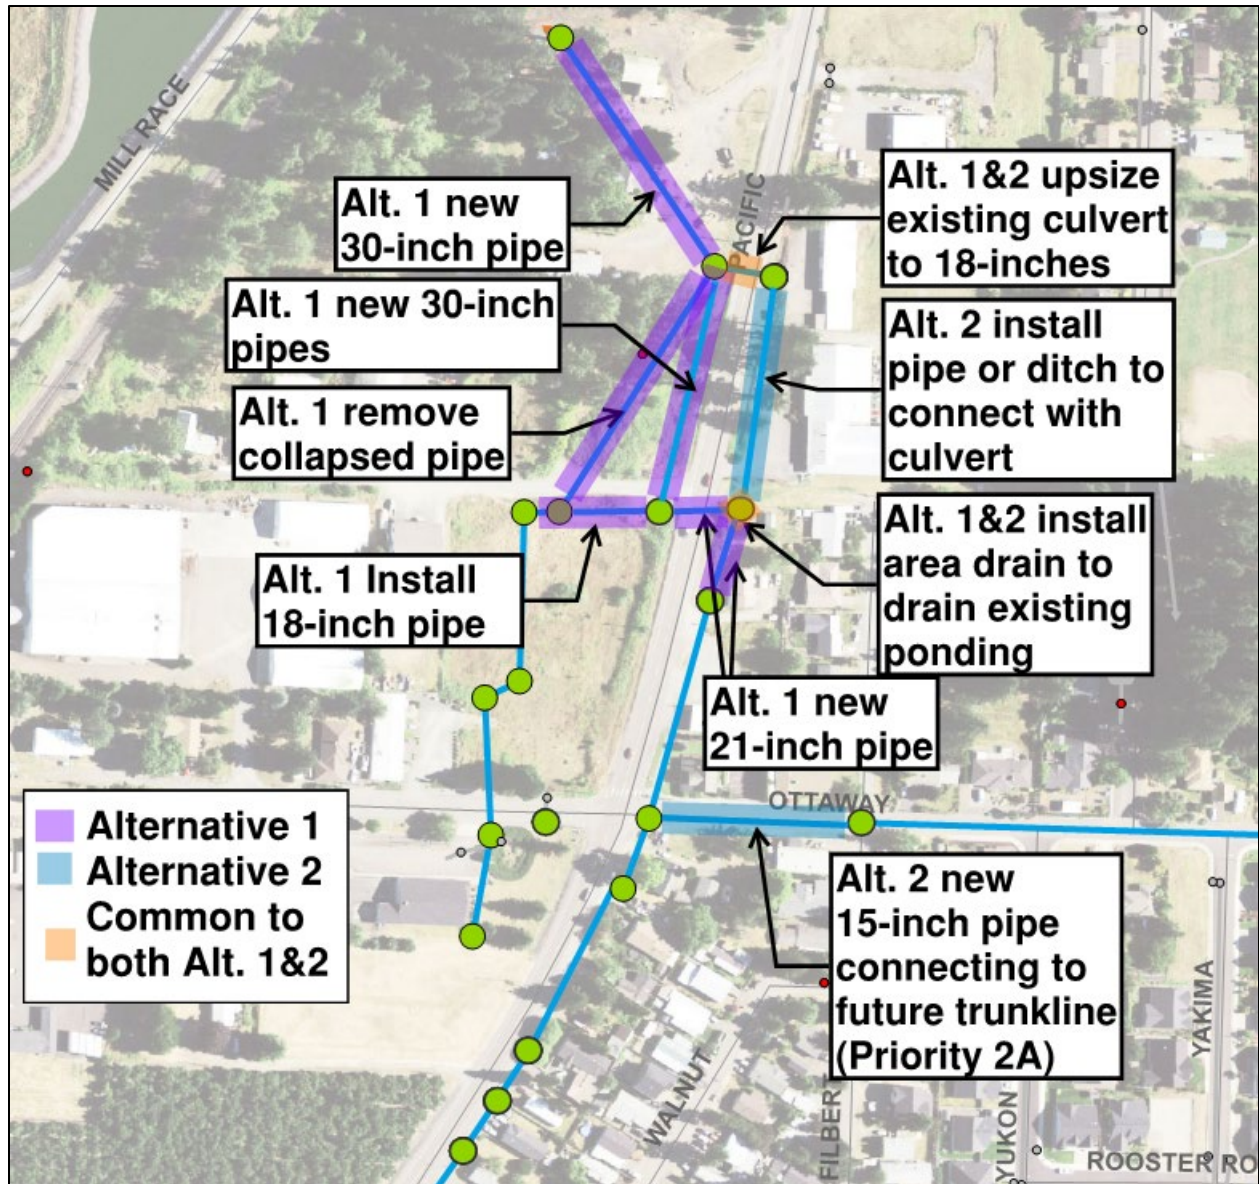 MILL RACE
PACIFIC
Alt. 1 new
30-inch pipe
Alt. 1&2 upsize
existing culvert
to 18-inches
Alt. 1 new 30-inch
pipes
Alt. 2 install
pipe or ditch to
connect with
culvert
Alt. 1 remove
collapsed pipe
Alt. 1&2 install
area drain to
drain existing
ponding
Alt. 1 Install
18-inch pipe
Alt. 1 new
21-inch pipe
OTTAWAY
Alternative 1
Alternative 2
Common to
both Alt. 1&2
Alt. 2 new
15-inch pipe
connecting to
future trunkline
(Priority 2A)
WALNUT
FILBERT
YUKON
YAKIMA
ROOSTER RO